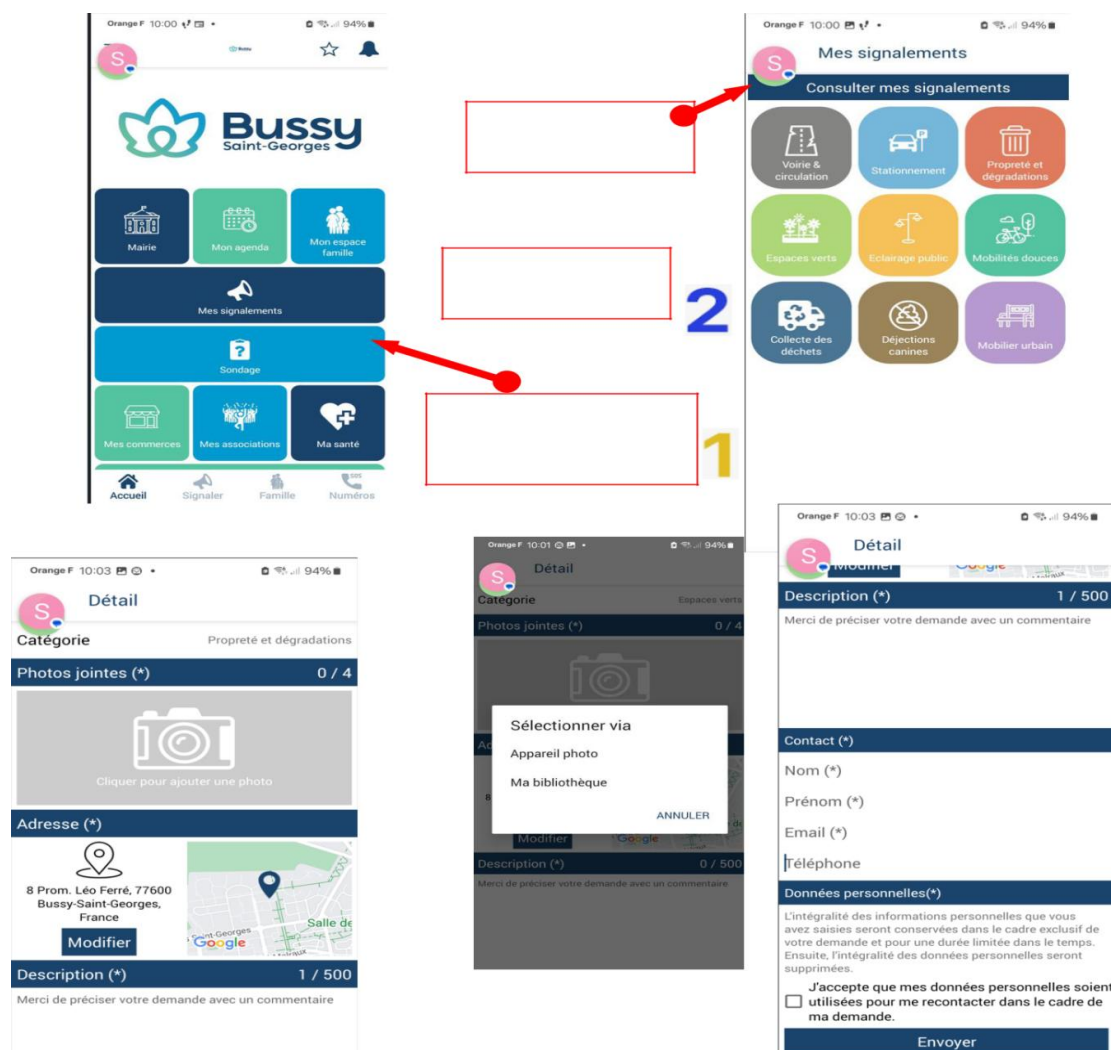 Orange F 10:00
94%
S
Bussy
Bussy
Saint-Georges
Mairie
Mon agenda
Mon espace
famille
Mes signalements
?
Sondage
Mes commerces
Mes associations
Ma santé
SOS
Accueil
Signaler
Famille
Numéros
2
1
Orange F 10:00
94%
S
Mes signalements
Consulter mes signalements
Voirie &
circulation
P
Stationnement
Propreté et
dégradations
Espaces verts
Eclairage public
Mobilités douces
Collecte des
déchets
Déjections
canines
Mobilier urbain
Orange F 10:03
94%
S
Détail
Catégorie
Propreté et dégradations
Photos jointes (*)
0 / 4
Cliquer pour ajouter une photo
Adresse (*)
8 Prom. Léo Ferré, 77600
Bussy-Saint-Georges,
France
Modifier
Google
Salle de
Description (*)
1 / 500
Merci de préciser votre demande avec un commentaire
Orange F 10:01
94%
S
Détail
Catégorie
Espaces verts
Photos jointes (*)
0 / 4
Sélectionner via
Appareil photo
Ma bibliothèque
ANNULER
8
Modifier
Google
Description (*)
0 / 500
Merci de préciser votre demande avec un commentaire
Orange F 10:03
94%
S
Détail
Modifier
Google
Description (*)
1 / 500
Merci de préciser votre demande avec un commentaire
Contact (*)
Nom (*)
Prénom (*)
Email (*)
Téléphone
Données personnelles(*)
L'intégralité des informations personnelles que vous
avez saisies seront conservées dans le cadre exclusif de
votre demande et pour une durée limitée dans le temps.
Ensuite, l'intégralité des données personnelles seront
supprimées.
J'accepte que mes données personnelles soient
utilisées pour me recontacter dans le cadre de
ma demande.
Envoyer